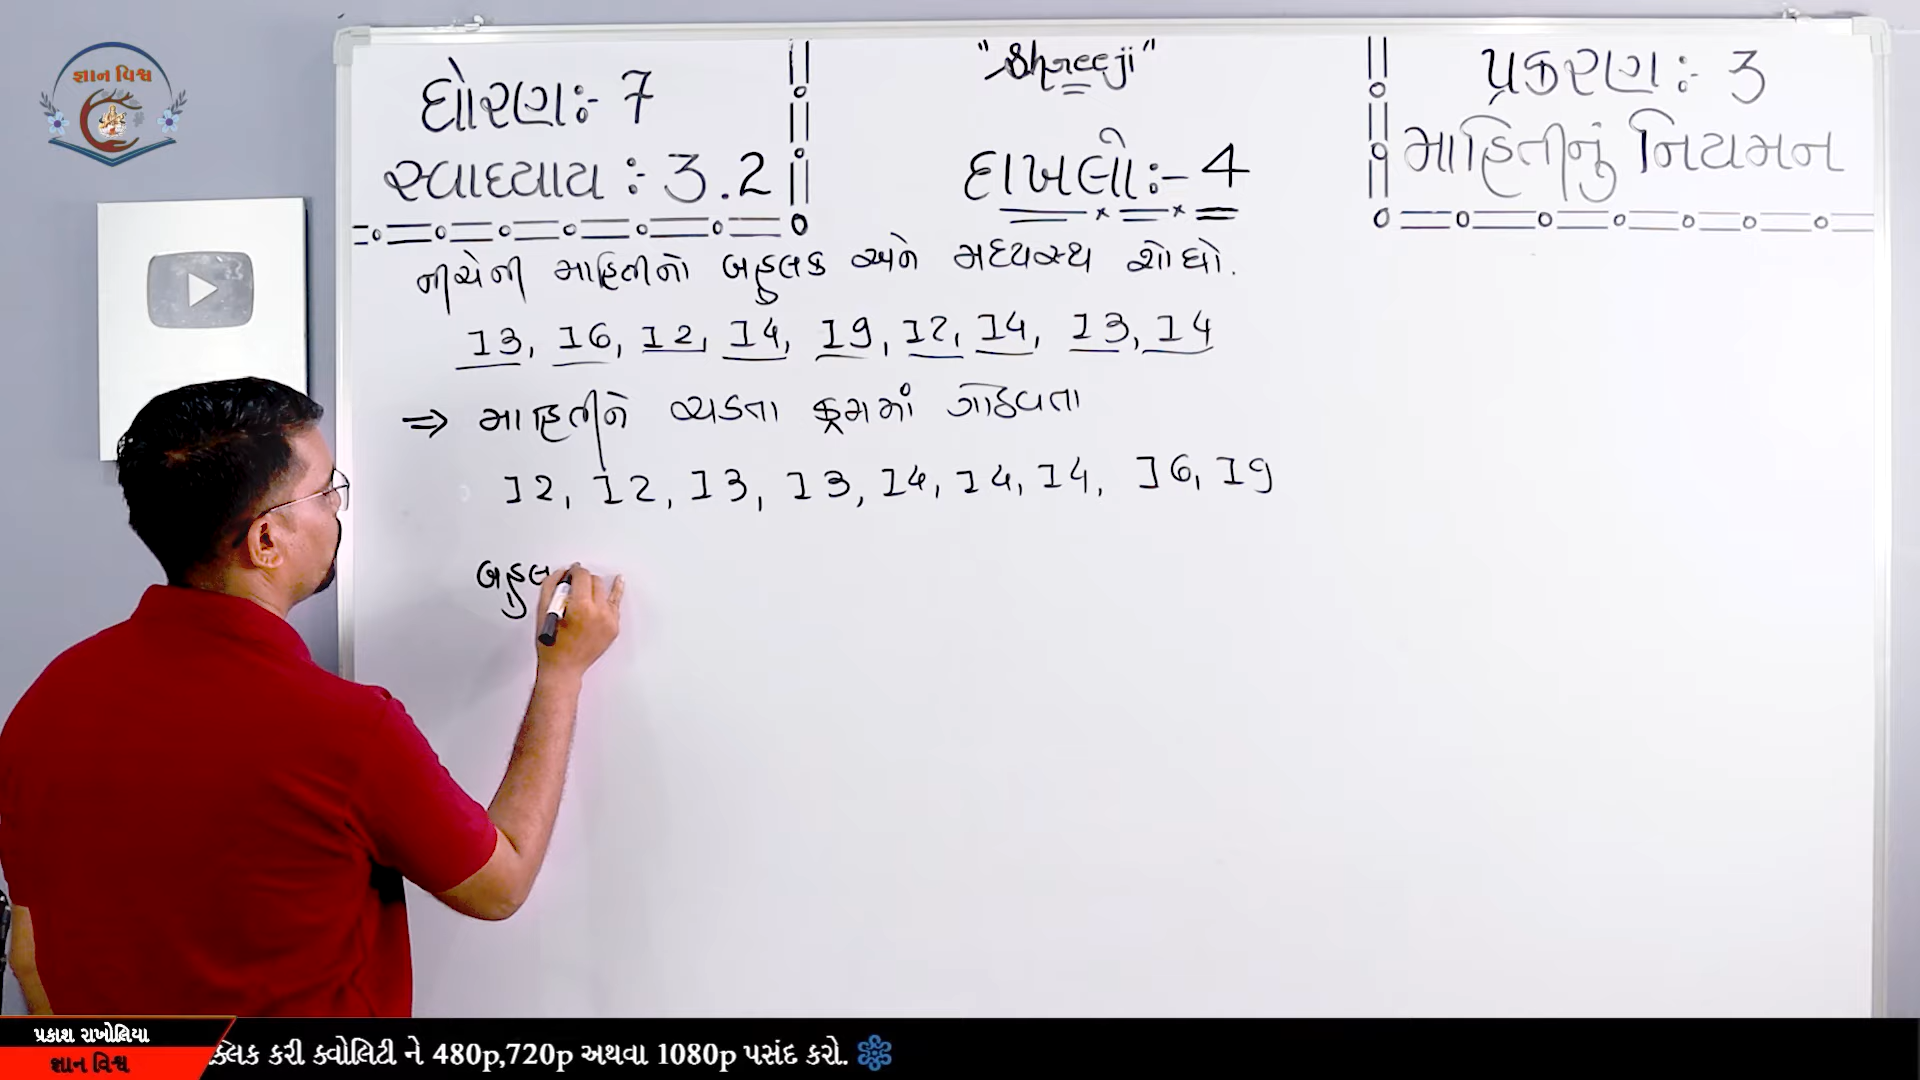 જ્ઞાન વિશ્વ
ધોરણ:- 7
સ્વાધ્યાય :- 3.2
"Shreeji"
દાખલો:- 4
પ્રકરણ:- 3
માહિતીનું નિયમન
નીચેની માહિતીનો બહુલક અને મધ્યસ્થ શોધો.
13, 16, 12, 14, 19, 12, 14, 13, 14
⇒ માહિતીને ચડતા ક્રમમાં ગોઠવતા
12, 12, 13, 13, 14, 14, 14, 16, 19
બહુલ
પ્રકાશ રાખોલિયા
જ્ઞાન વિશ્વ
ક્લિક કરી ક્વોલિટી ને 480p,720p અથવા 1080p પસંદ કરો.